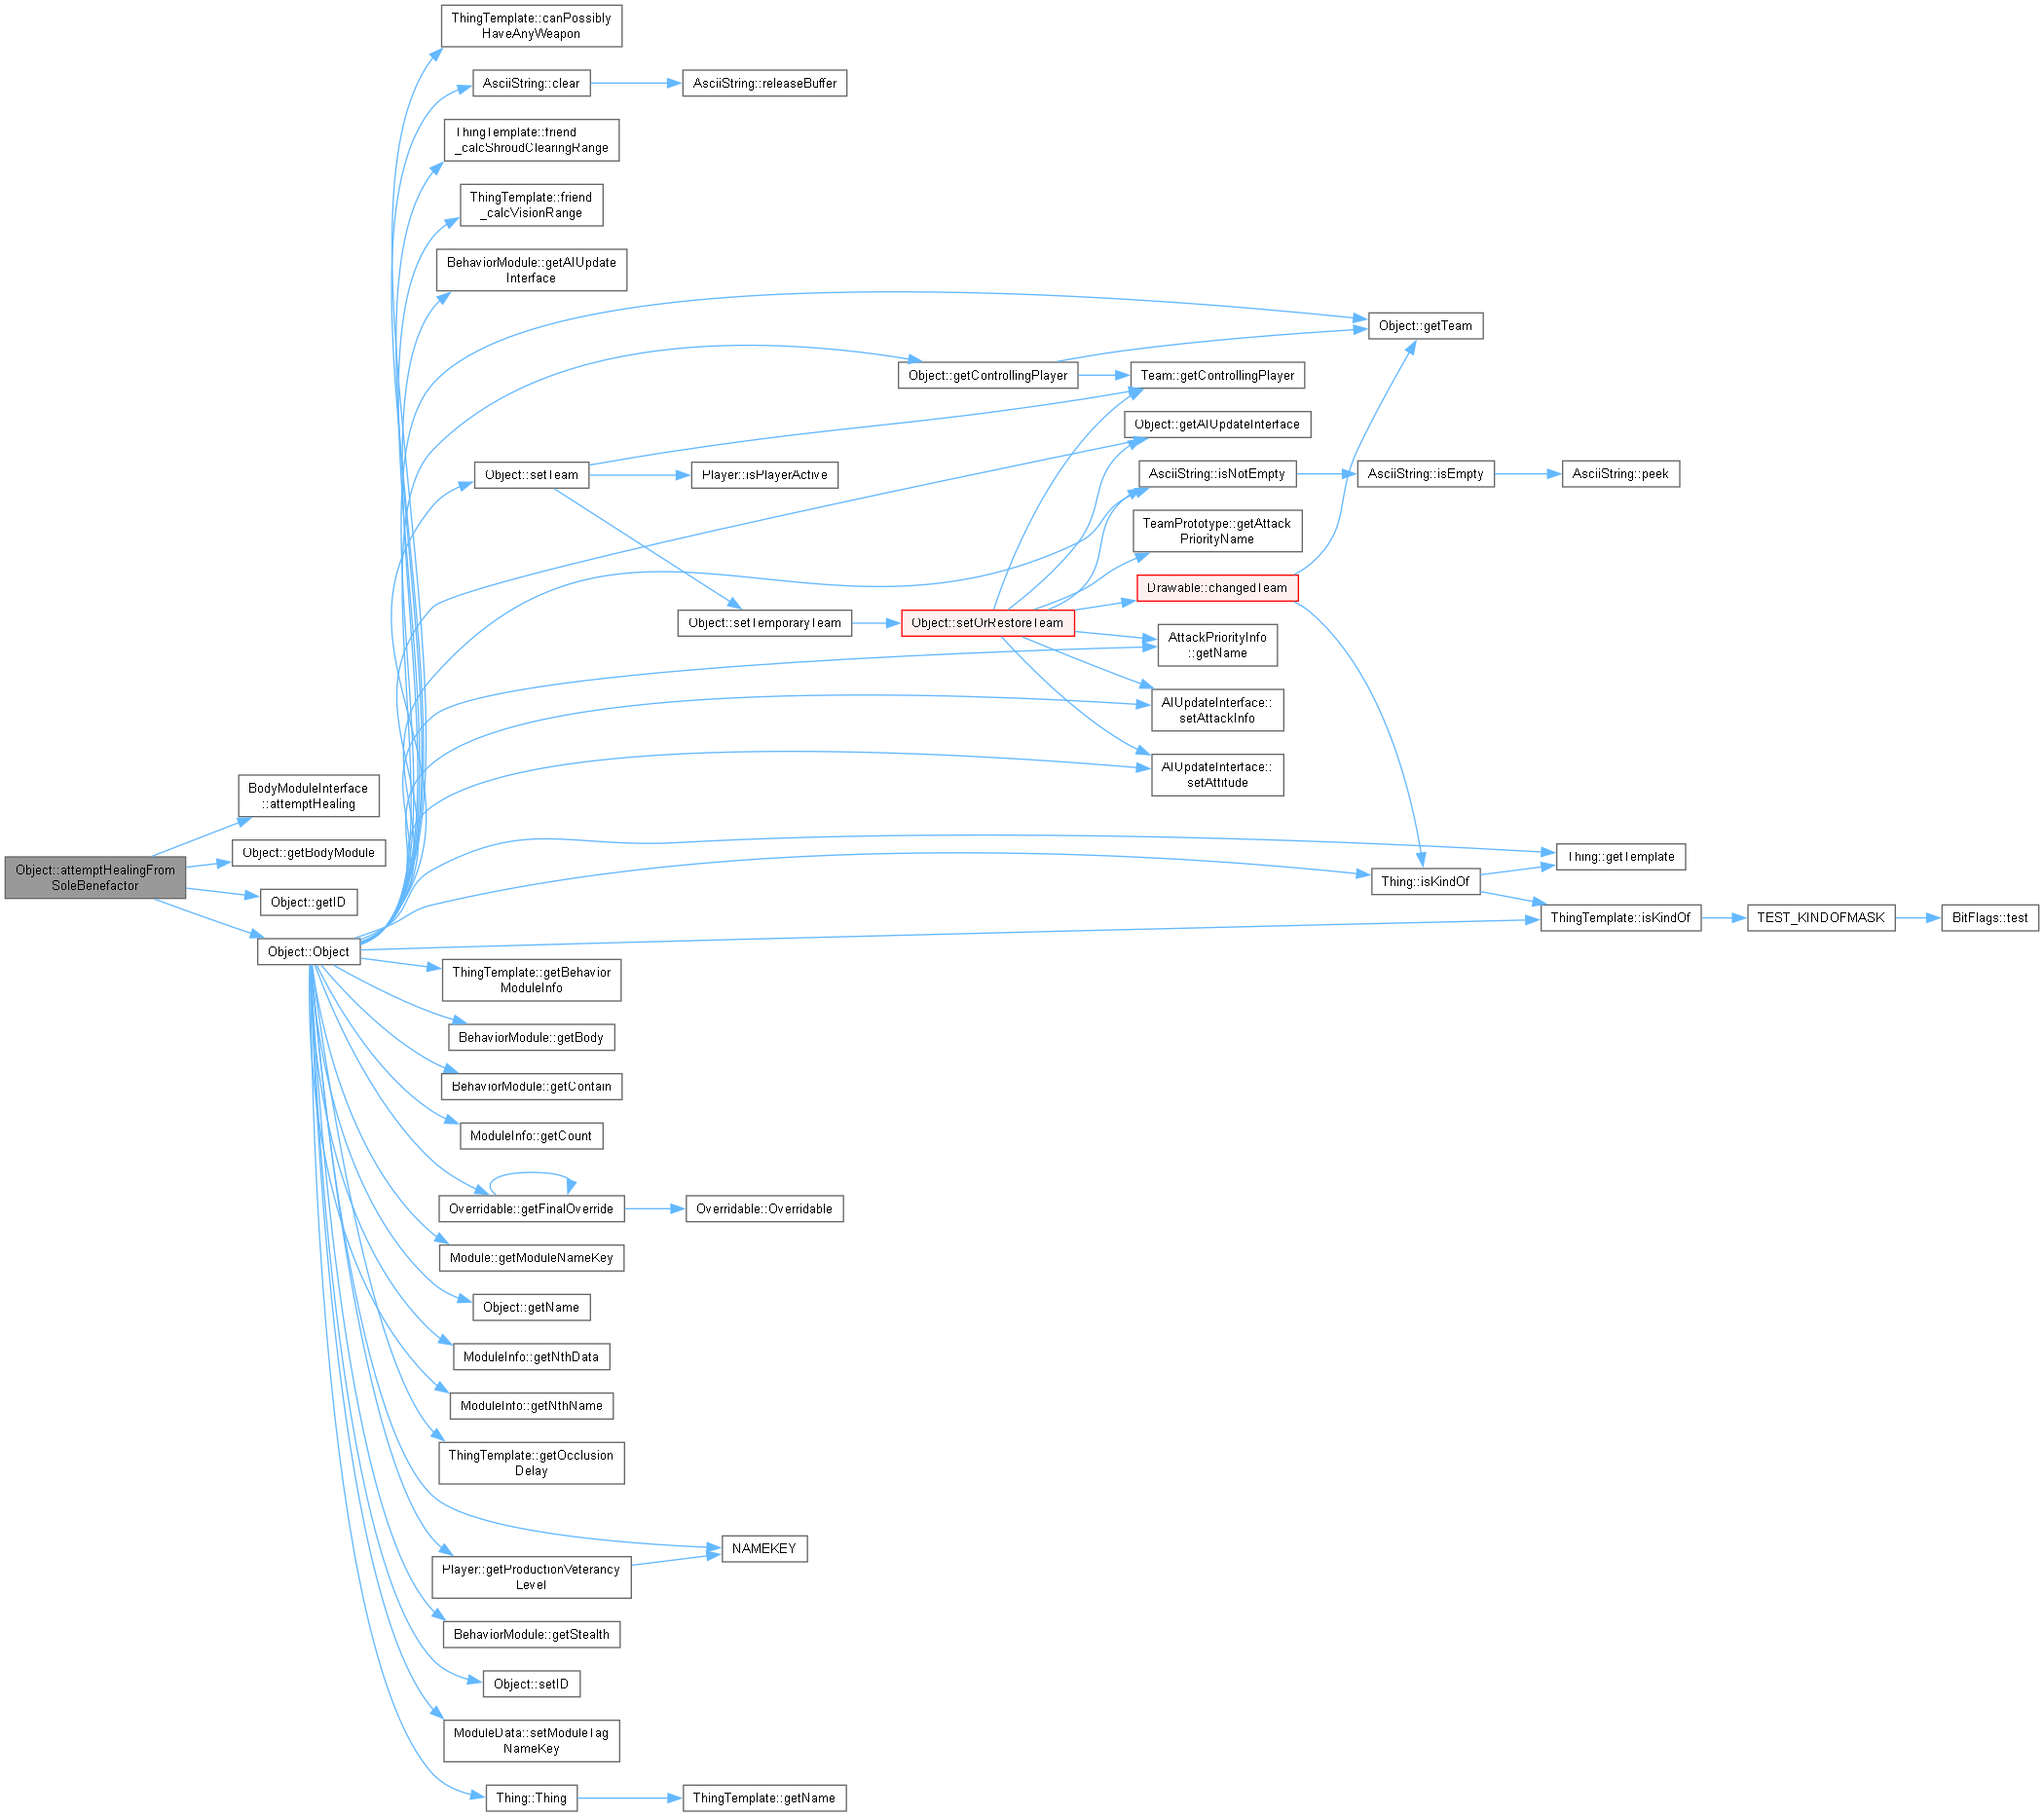 ThingTemplate::canPossibly
HaveAnyWeapon
AsciiString::clear
AsciiString::releaseBuffer
ThingTemplate::friend
_calcShroudClearingRange
ThingTemplate::friend
_calcVisionRange
BehaviorModule::getAIUpdate
Interface
Object::getTeam
Object::getControllingPlayer
Team::getControllingPlayer
Object::getAIUpdateInterface
Object::setTeam
Player::isPlayerActive
AsciiString::isNotEmpty
AsciiString::isEmpty
AsciiString::peek
TeamPrototype::getAttack
PriorityName
Drawable::changedTeam
Object::setTemporaryTeam
Object::setOrRestoreTeam
AttackPriorityInfo
::getName
AIUpdateInterface::
setAttackInfo
AIUpdateInterface::
setAttitude
BodyModuleInterface
::attemptHealing
Object::getBodyModule
Object::attemptHealingFrom
SoleBenefactor
Object::getID
Object::Object
Thing::getTemplate
Thing::isKindOf
ThingTemplate::isKindOf
TEST_KINDOFMASK
BitFlags::test
ThingTemplate::getBehavior
ModuleInfo
BehaviorModule::getBody
BehaviorModule::getContain
ModuleInfo::getCount
Overridable::getFinalOverride
Overridable::Overridable
Module::getModuleNameKey
Object::getName
ModuleInfo::getNthData
ModuleInfo::getNthName
ThingTemplate::getOcclusion
Delay
NAMEKEY
Player::getProductionVeterancy
Level
BehaviorModule::getStealth
Object::setID
ModuleData::setModuleTag
NameKey
Thing::Thing
ThingTemplate::getName